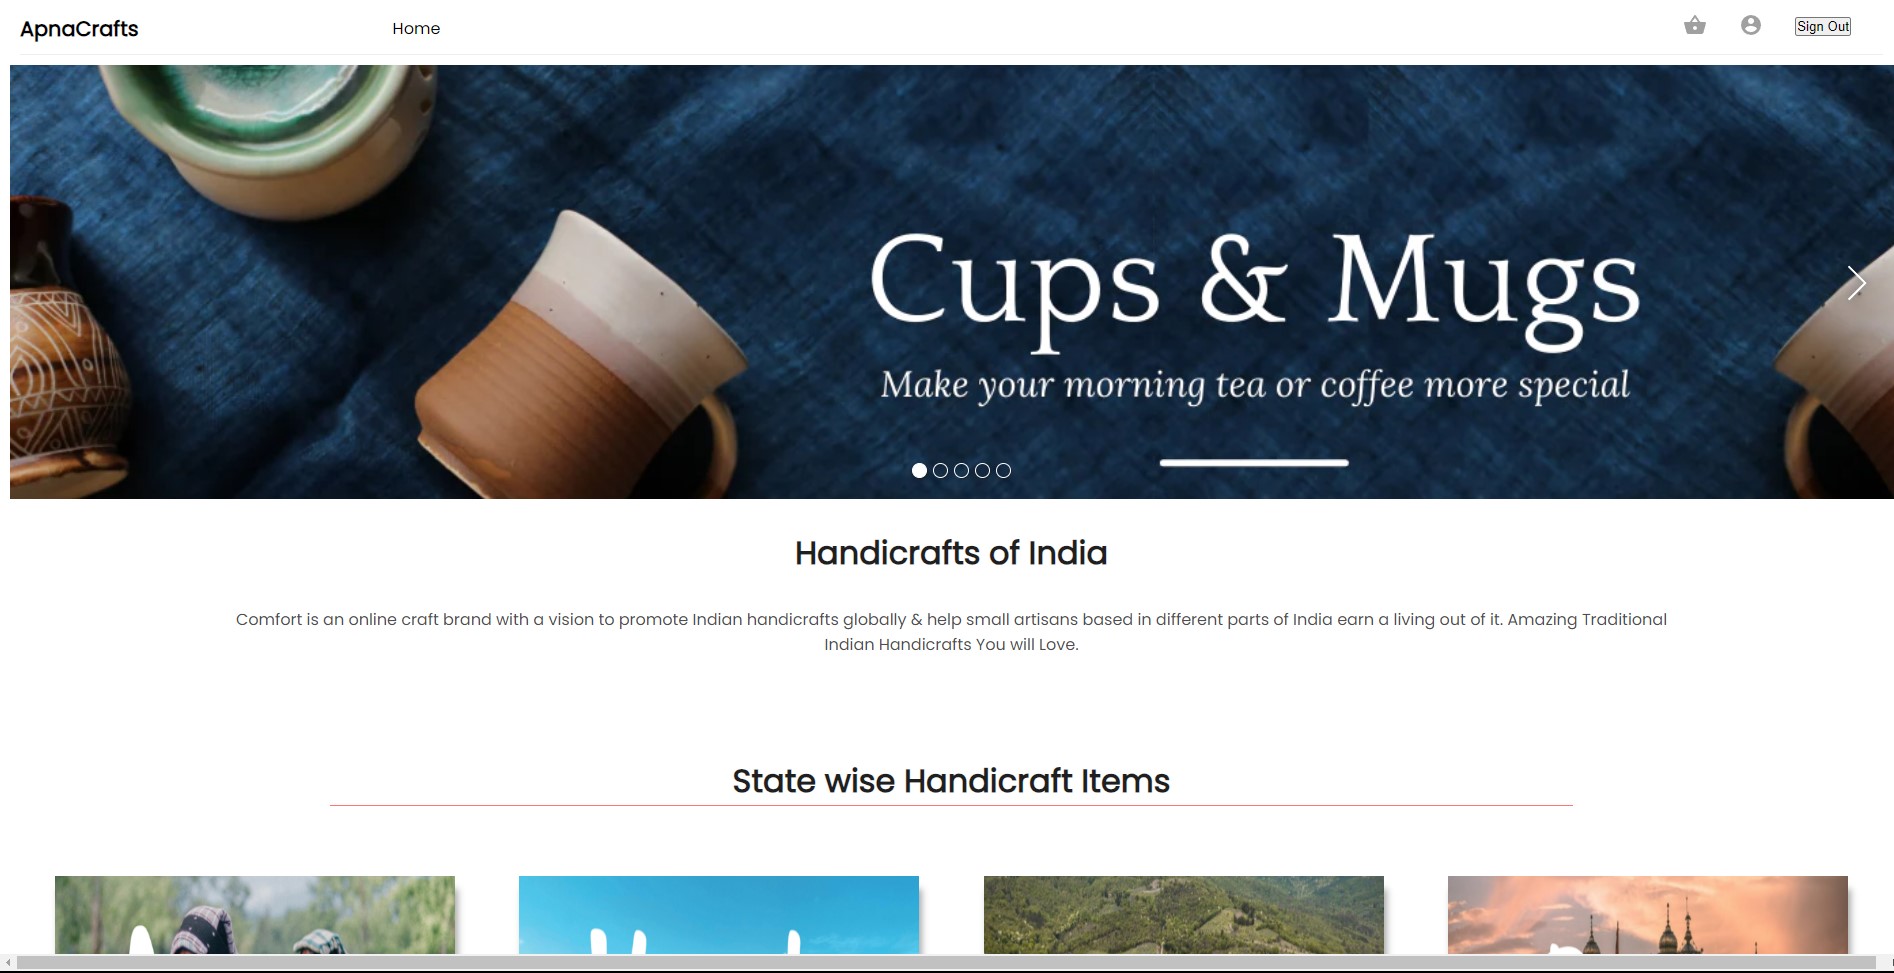 ApnaCrafts
Home
Sign Out
Cups & Mugs
Make your morning tea or coffee more special
Handicrafts of India
Comfort is an online craft brand with a vision to promote Indian handicrafts globally & help small artisans based in different parts of India earn a living out of it. Amazing Traditional
Indian Handicrafts You will Love.
State wise Handicraft Items